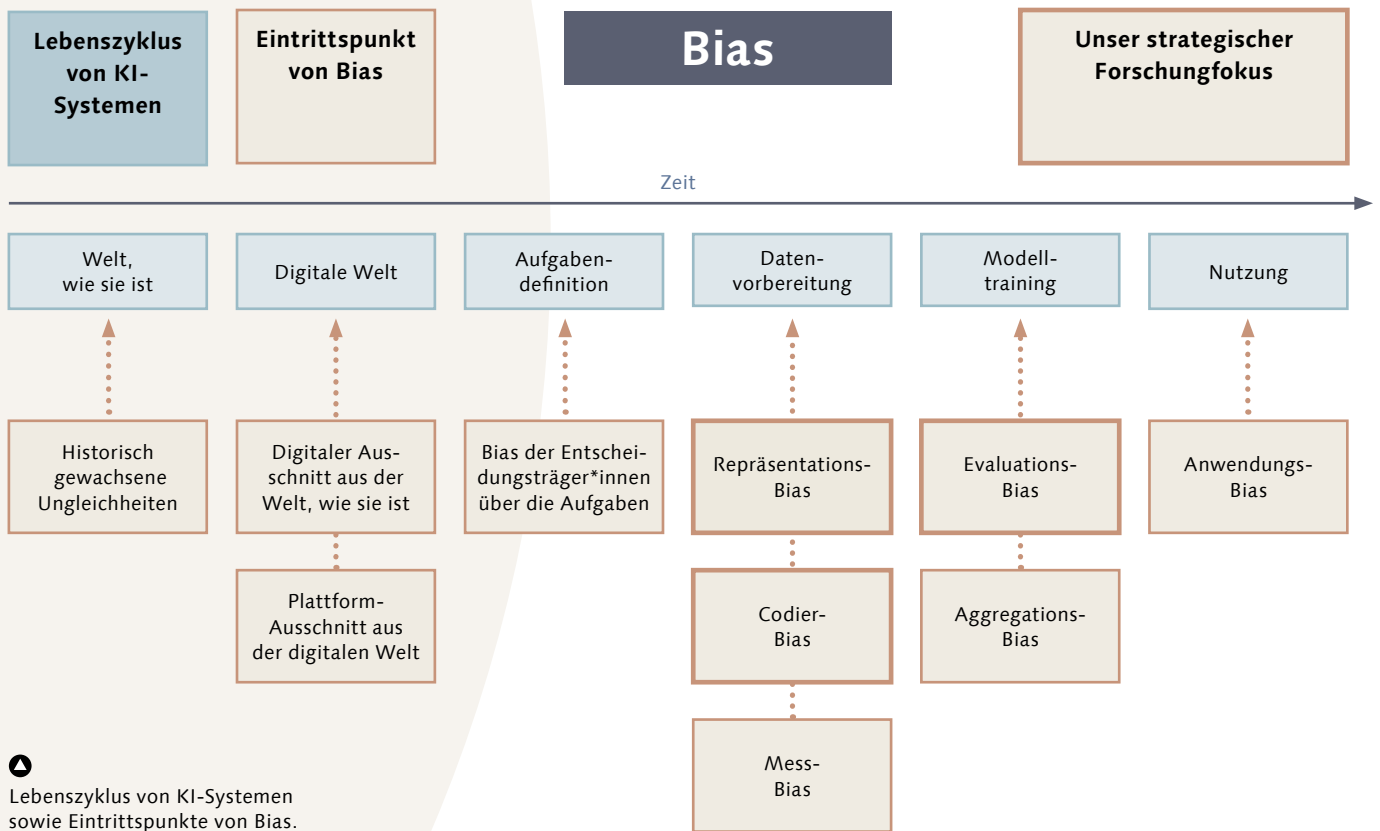 Lebenszyklus
von KI-
Systemen
Eintrittspunkt
von Bias
Bias
Unser strategischer
Forschungfokus
Zeit
Welt,
wie sie ist
Digitale Welt
Aufgaben-
definition
Daten-
vorbereitung
Modell-
training
Nutzung
Historisch
gewachsene
Ungleichheiten
Digitaler Aus-
schnitt aus der
Welt, wie sie ist
Bias der Entschei-
dungsträger*innen
über die Aufgaben
Repräsentations-
Bias
Evaluations-
Bias
Anwendungs-
Bias
Plattform-
Ausschnitt aus
der digitalen Welt
Codier-
Bias
Aggregations-
Bias
Mess-
Bias
Lebenszyklus von KI-Systemen
sowie Eintrittspunkte von Bias.